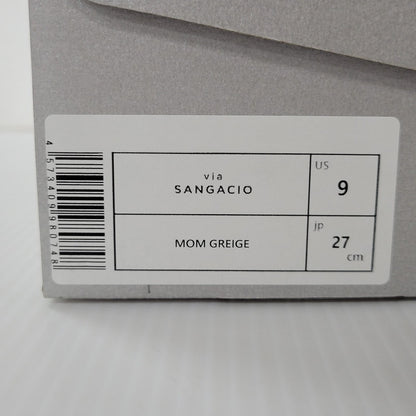 4573409980748
via
SANGACIO
US
9
MOM GREIGE
jp
27
cm